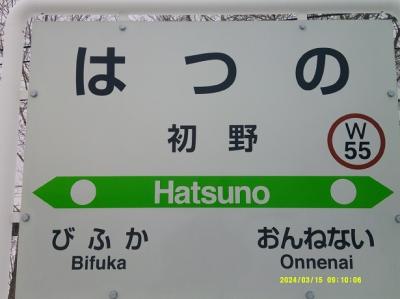 はつの
初野
W
55
Hatsuno
びふか
Bifuka
おんねない
Onnenai
2024/03/15 09:10:06